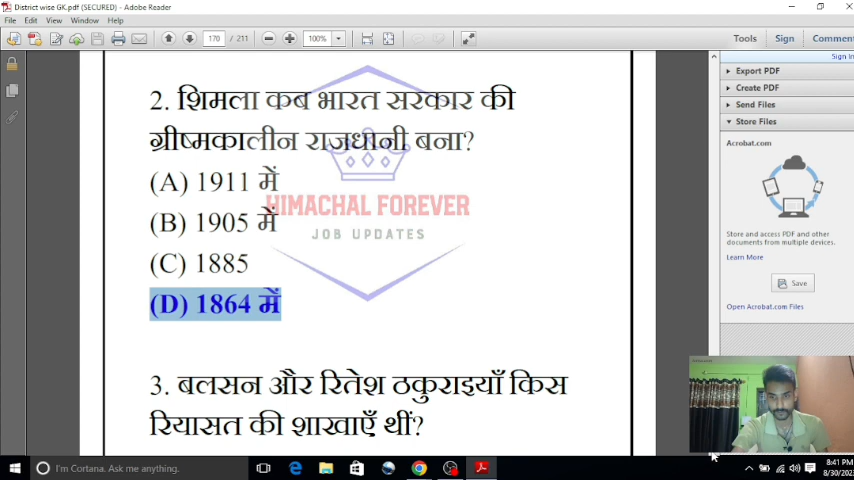 District wise GK.pdf (SECURED) - Adobe Reader
File Edit View Window Help
170 / 211 100% Tools Sign Comment
Sign In
2. शिमला कब भारत सरकार की
ग्रीष्मकालीन राजधानी बना?
(A) 1911 में
(B) 1905 में
(C) 1885
(D) 1864 में
HIMACHAL FOREVER
JOB UPDATES
3. बलसन और रितेश ठकुराइयाँ किस
रियासत की शाखाएँ थीं?
Export PDF
Create PDF
Send Files
Store Files
Acrobat.com
Store and access PDF and other
documents from multiple devices.
Learn More
Save
Open Acrobat.com Files
I'm Cortana. Ask me anything.
8:41 PM